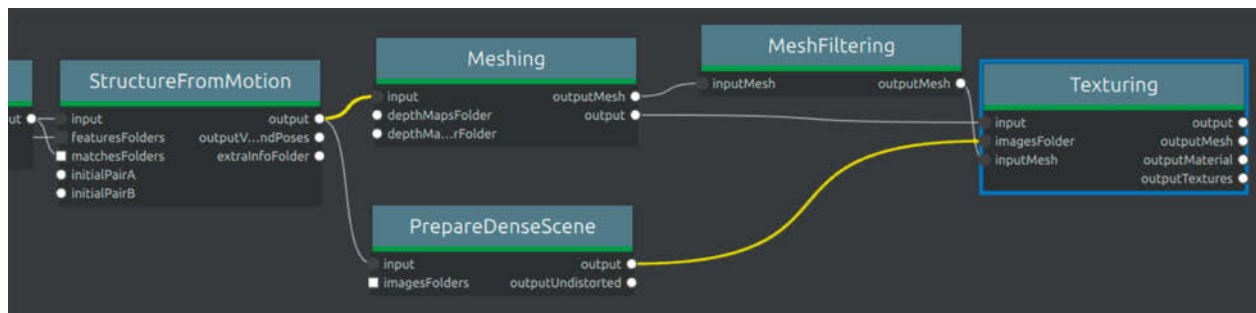 ut
StructureFromMotion
input output
featuresFolders outputV...ndPoses
matchesFolders extraInfoFolder
initialPairA
initialPairB
Meshing
input outputMesh
depthMapsFolder output
depthMa...rFolder
PrepareDenseScene
input output
imagesFolders outputUndistorted
MeshFiltering
inputMesh outputMesh
Texturing
input output
imagesFolder outputMesh
inputMesh outputMaterial
outputTextures